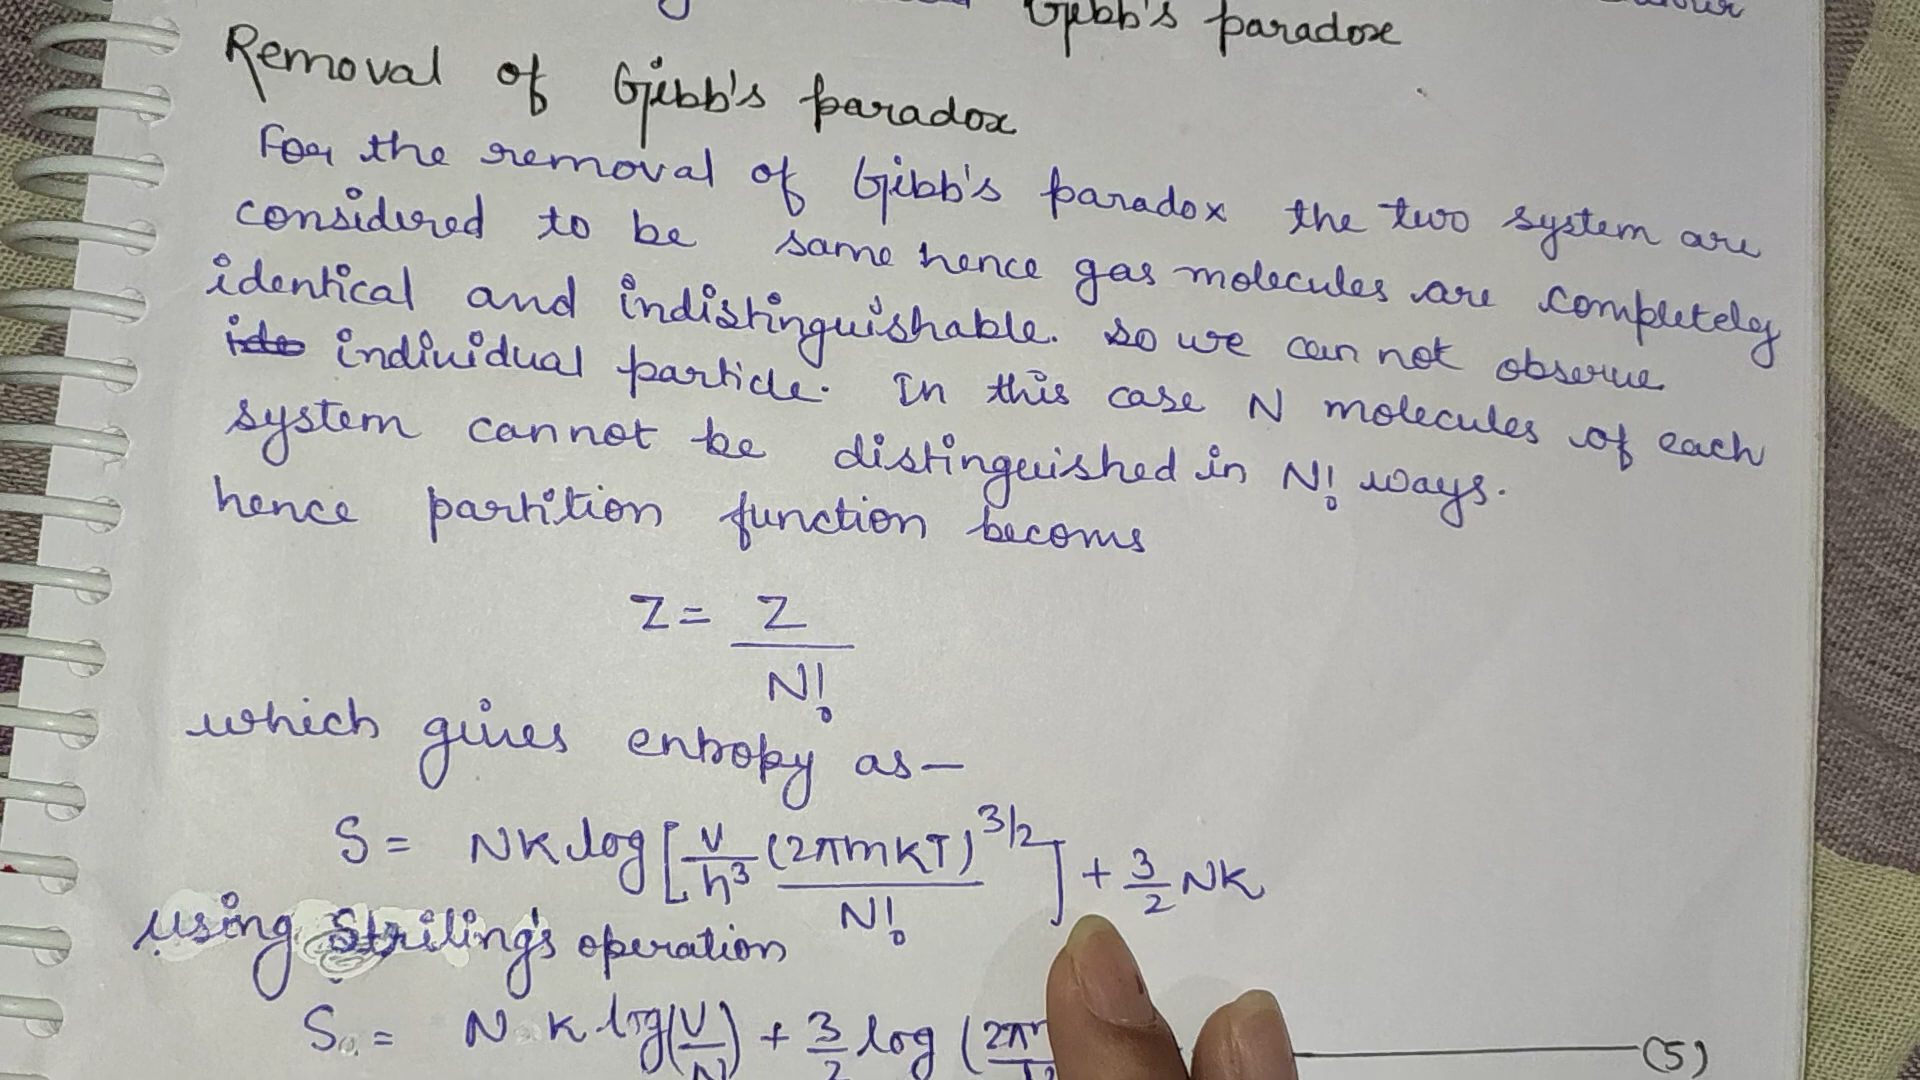 Gibb's paradox
Removal of Gibb's paradox
For the removal of Gibb's paradox the two system are
considered to be same hence gas molecules are completely
identical and indistinguishable. so we can not observe
individual particle. In this case N molecules of each
system cannot be distinguished in N! ways.
hence partition function becoms
Z = Z / N!
which gives entropy as—
S = NK log [V/h³ (2πmKT)^3/2 / N!] + 3/2 NK
using Striling's operation
S = N K log (V/N) + 3/2 log (2π (5)